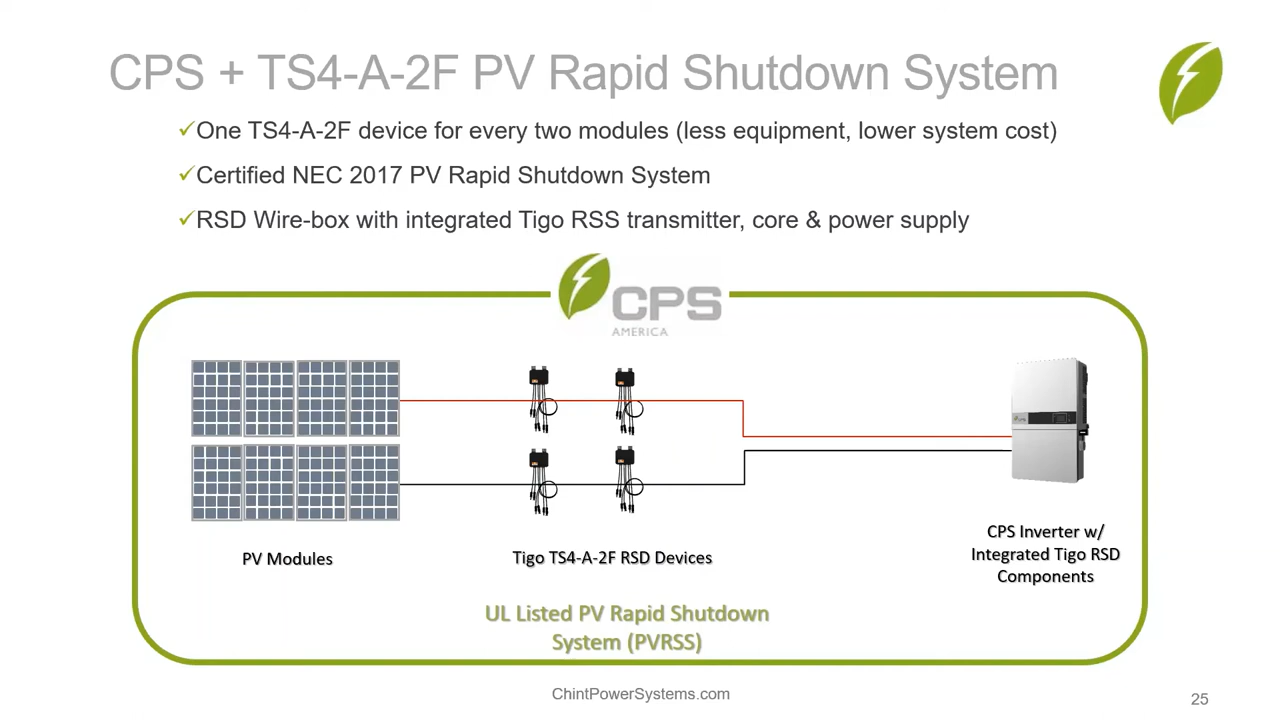 CPS + TS4-A-2F PV Rapid Shutdown System
✓One TS4-A-2F device for every two modules (less equipment, lower system cost)
✓Certified NEC 2017 PV Rapid Shutdown System
✓RSD Wire-box with integrated Tigo RSS transmitter, core & power supply
CPS
AMERICA
PV Modules
Tigo TS4-A-2F RSD Devices
CPS Inverter w/
Integrated Tigo RSD
Components
UL Listed PV Rapid Shutdown
System (PVRSS)
ChintPowerSystems.com
25